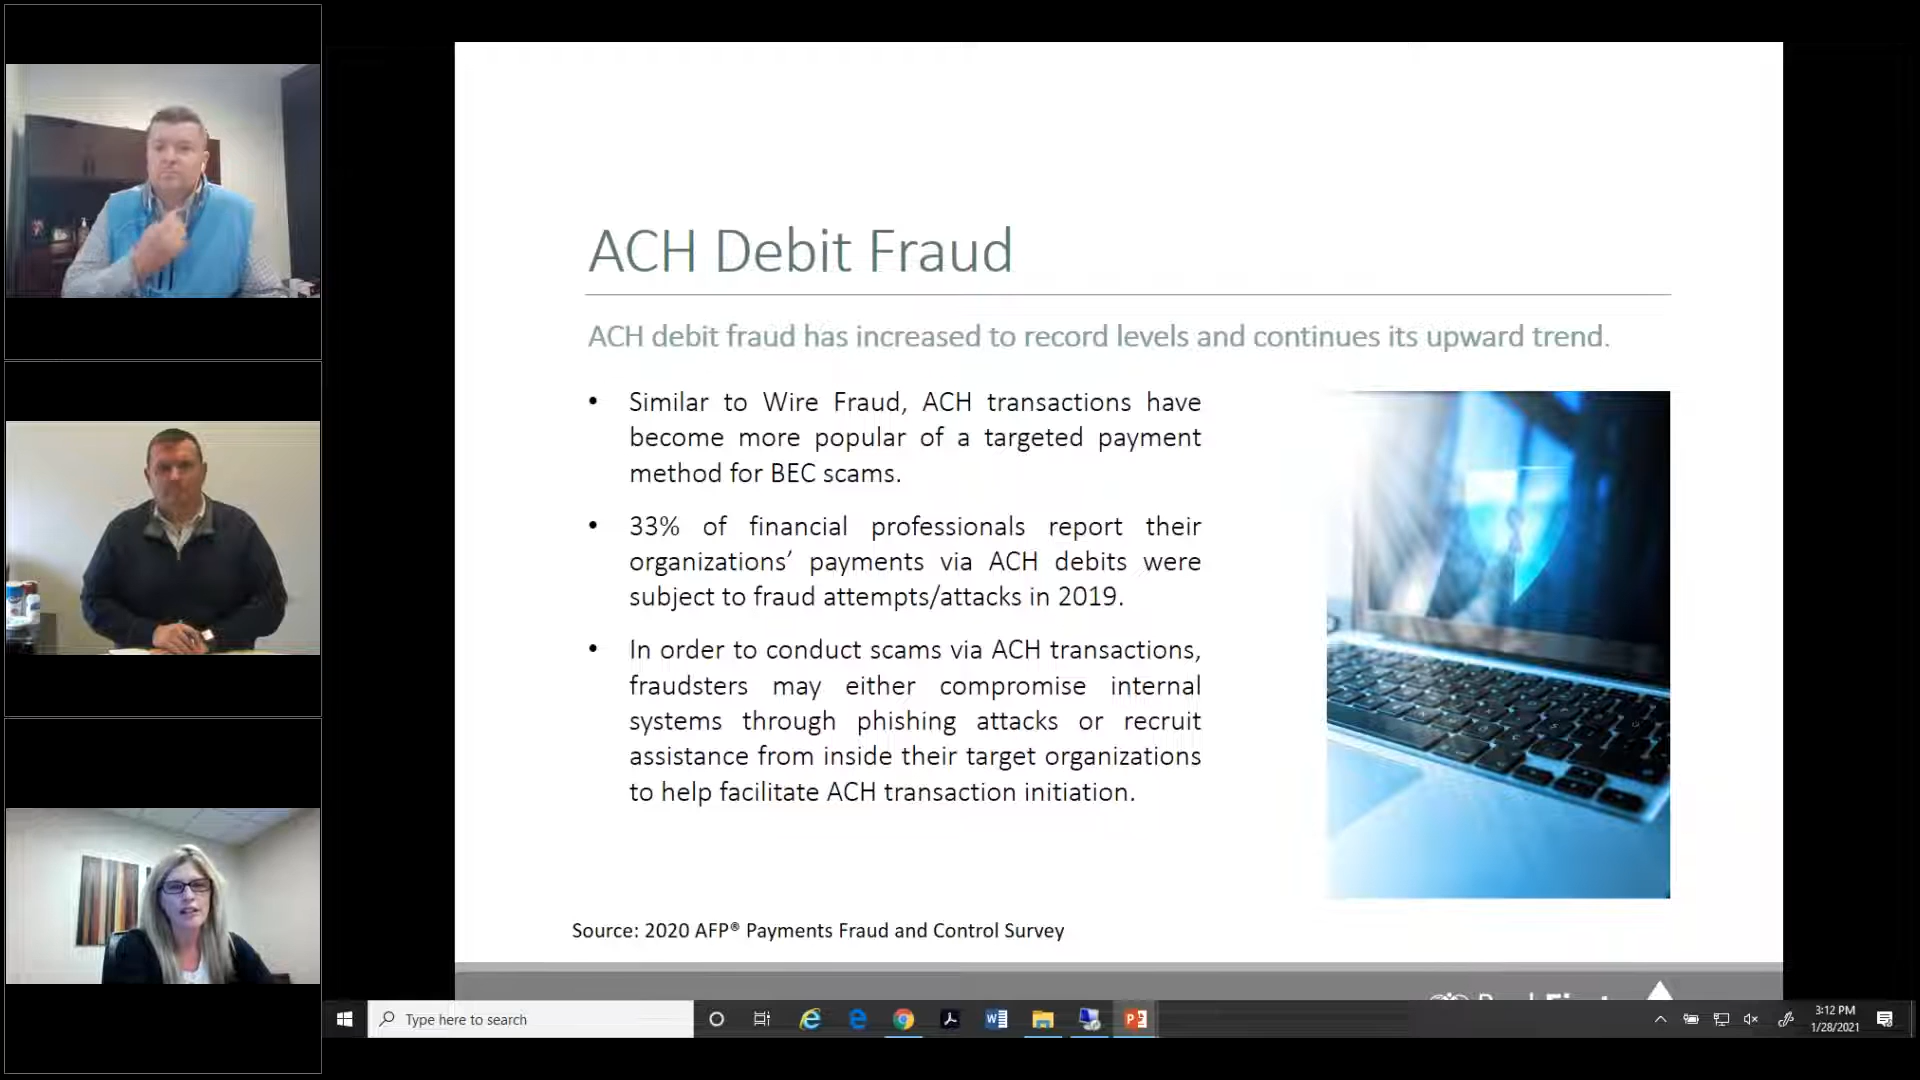 ACH Debit Fraud
ACH debit fraud has increased to record levels and continues its upward trend.
• Similar to Wire Fraud, ACH transactions have
become more popular of a targeted payment
method for BEC scams.
• 33% of financial professionals report their
organizations’ payments via ACH debits were
subject to fraud attempts/attacks in 2019.
• In order to conduct scams via ACH transactions,
fraudsters may either compromise internal
systems through phishing attacks or recruit
assistance from inside their target organizations
to help facilitate ACH transaction initiation.
Source: 2020 AFP® Payments Fraud and Control Survey
Type here to search
3:12 PM
1/28/2021